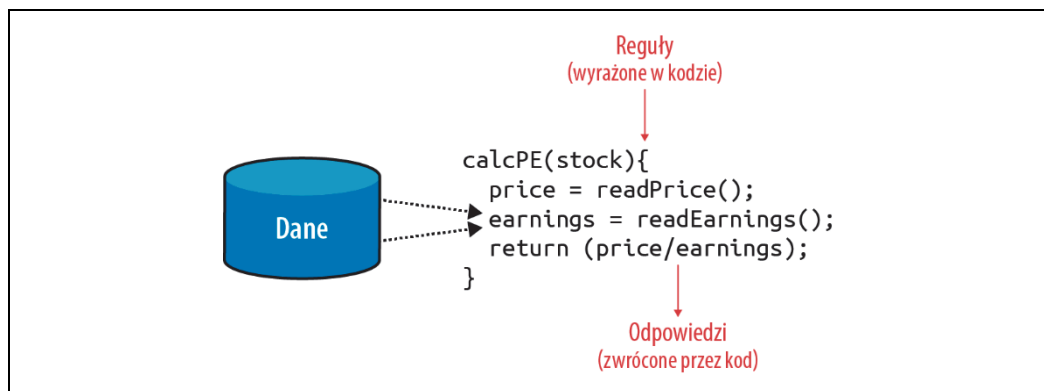 Reguły
(wyrażone w kodzie)
calcPE(stock){
price = readPrice();
Dane
earnings = readEarnings();
return (price/earnings);
}
Odpowiedzi
(zwrócone przez kod)